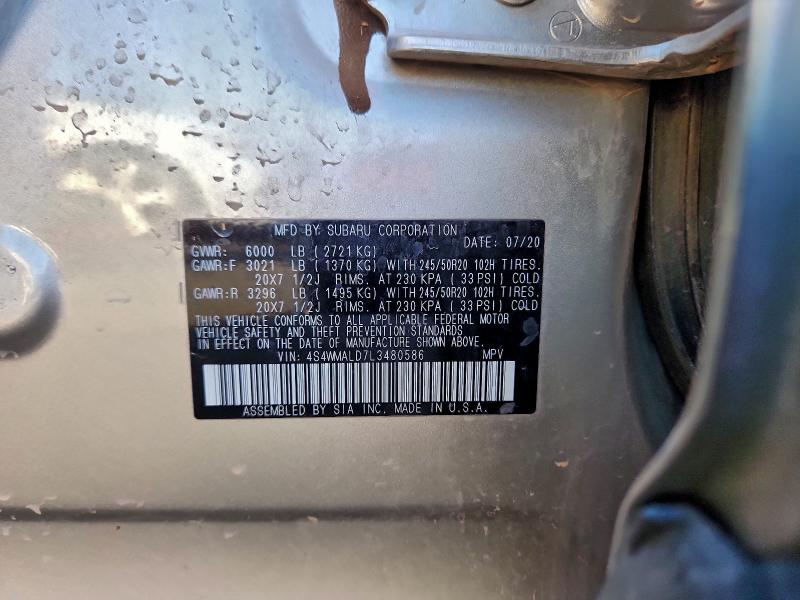 MFD BY SUBARU CORPORATION
DATE: 07/20
GVWR: 6000 LB (2721 KG)
GAWR:F 3021 LB (1370 KG) WITH 245/50R20 102H TIRES.
20X7 1/2J RIMS. AT 230 KPA (33 PSI) COLD
GAWR:R 3296 LB (1495 KG) WITH 245/50R20 102H TIRES.
20X7 1/2J RIMS. AT 230 KPA (33 PSI) COLD
THIS VEHICLE CONFORMS TO ALL APPLICABLE FEDERAL MOTOR
VEHICLE SAFETY AND THEFT PREVENTION STANDARDS
IN EFFECT ON THE DATE OF MANUFACTURE SHOWN ABOVE.
VIN: 4S4WMALD7L3480586 MPV
ASSEMBLED BY SIA INC. MADE IN U.S.A.